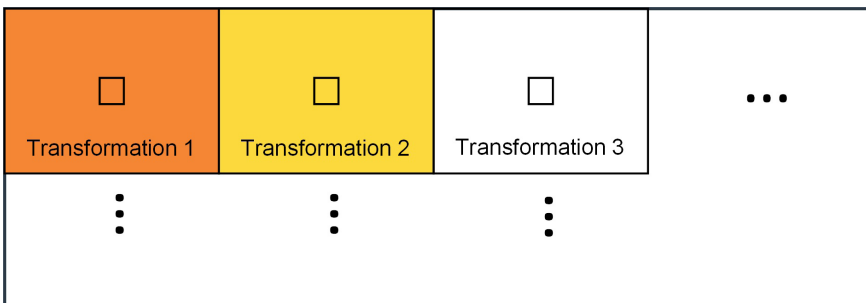 □ □ □ ...
Transformation 1 Transformation 2 Transformation 3